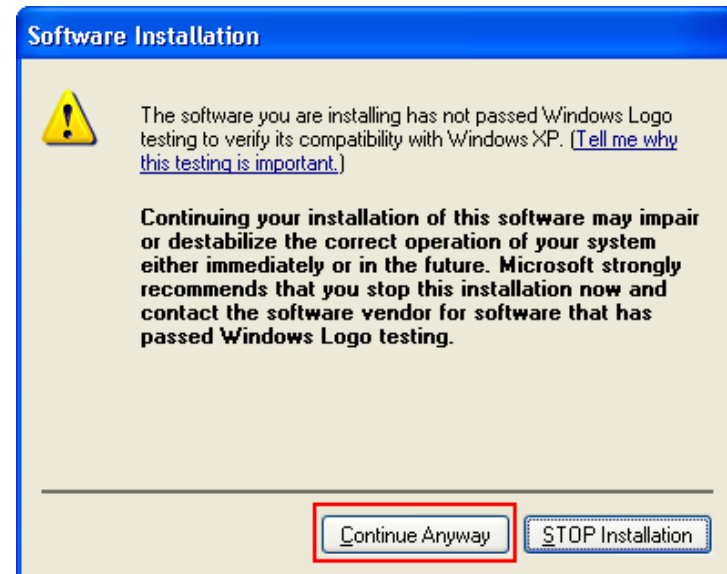 Software Installation
The software you are installing has not passed Windows Logo
testing to verify its compatibility with Windows XP. (Tell me why
this testing is important.)
Continuing your installation of this software may impair
or destabilize the correct operation of your system
either immediately or in the future. Microsoft strongly
recommends that you stop this installation now and
contact the software vendor for software that has
passed Windows Logo testing.
Continue Anyway
STOP Installation